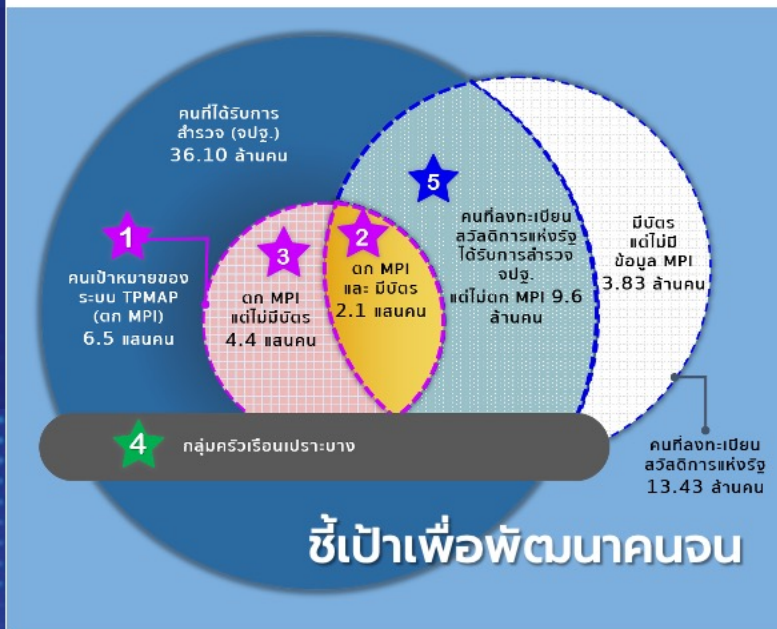 คนที่ได้รับการ
สำรวจ (จปฐ.)
36.10 ล้านคน
1
คนเป้าหมายของ
ระบบ TPMAP
(ตก MPI)
6.5 แสนคน
3
ตก MPI
แต่ไม่มีบัตร
4.4 แสนคน
2
ตก MPI
และ มีบัตร
2.1 แสนคน
5
คนที่ลงทะเบียน
สวัสดิการแห่งรัฐ
ได้รับการสำรวจ
จปฐ.
แต่ไม่ตก MPI 9.6
ล้านคน
มีบัตร
แต่ไม่มี
ข้อมูล MPI
3.83 ล้านคน
4
กลุ่มครัวเรือนเปราะบาง
คนที่ลงทะเบียน
สวัสดิการแห่งรัฐ
13.43 ล้านคน
ชี้เป้าเพื่อพัฒนาคนจน